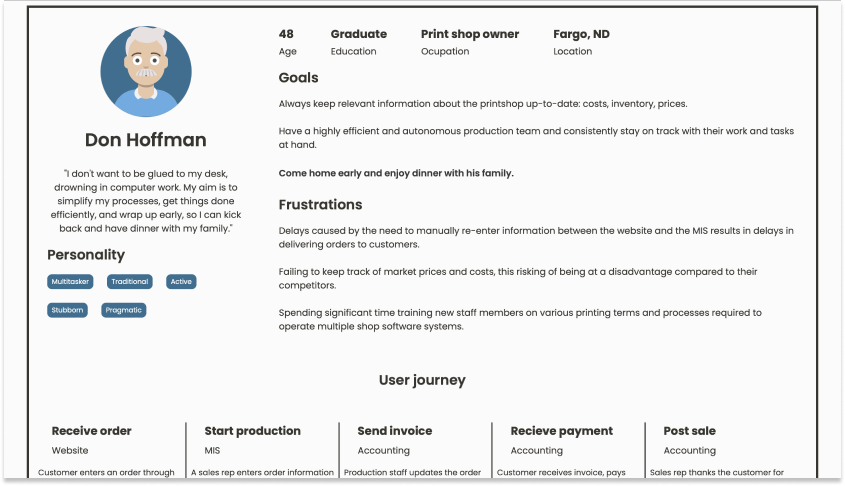 48 Graduate Print shop owner Fargo, ND
Age Education Ocupation Location
Goals
Always keep relevant information about the printshop up-to-date: costs, inventory, prices.
Have a highly efficient and autonomous production team and consistently stay on track with their work and tasks
at hand.
Come home early and enjoy dinner with his family.
Don Hoffman
"I don't want to be glued to my desk,
drowning in computer work. My aim is to
simplify my processes, get things done
efficiently, and wrap up early, so I can kick
back and have dinner with my family."
Personality
Multitasker Traditional Active
Stubborn Pragmatic
Frustrations
Delays caused by the need to manually re-enter information between the website and the MIS results in delays in
delivering orders to customers.
Failing to keep track of market prices and costs, this risking of being at a disadvantage compared to their
competitors.
Spending significant time training new staff members on various printing terms and processes required to
operate multiple shop software systems.
User journey
Receive order Start production Send invoice Recieve payment Post sale
Website MIS Accounting Accounting Accounting
Customer enters an order through A sales rep enters order information Production staff updates the order Customer receives invoice, pays Sales rep thanks the customer for